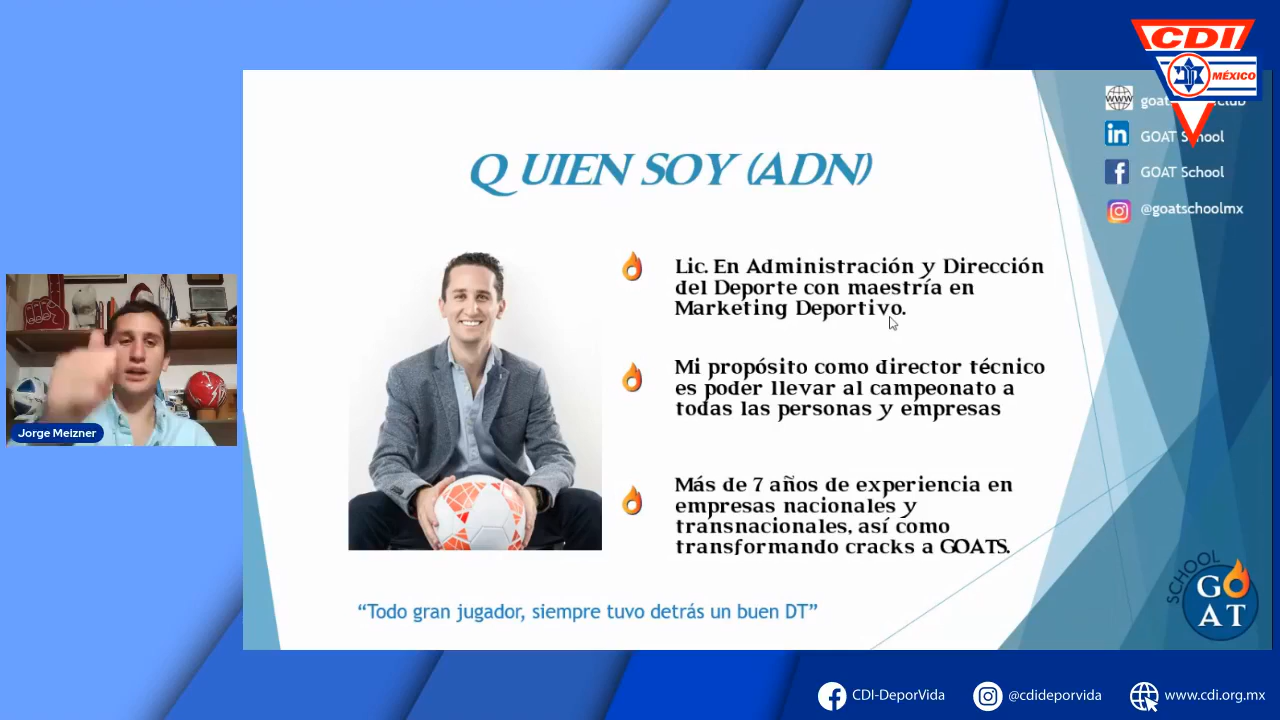 CDI
MÉXICO
GOAT School
GOAT School
@goatschoolmx
QUIEN SOY (ADN)
Lic. En Administración y Dirección
del Deporte con maestría en
Marketing Deportivo.
Mi propósito como director técnico
es poder llevar al campeonato a
todas las personas y empresas
Más de 7 años de experiencia en
empresas nacionales y
transnacionales, así como
transformando cracks a GOATS.
“Todo gran jugador, siempre tuvo detrás un buen DT”
Jorge Meizner
SCHOOL
GO
AT
CDI-DeporVida
@cdideporvida
www.cdi.org.mx